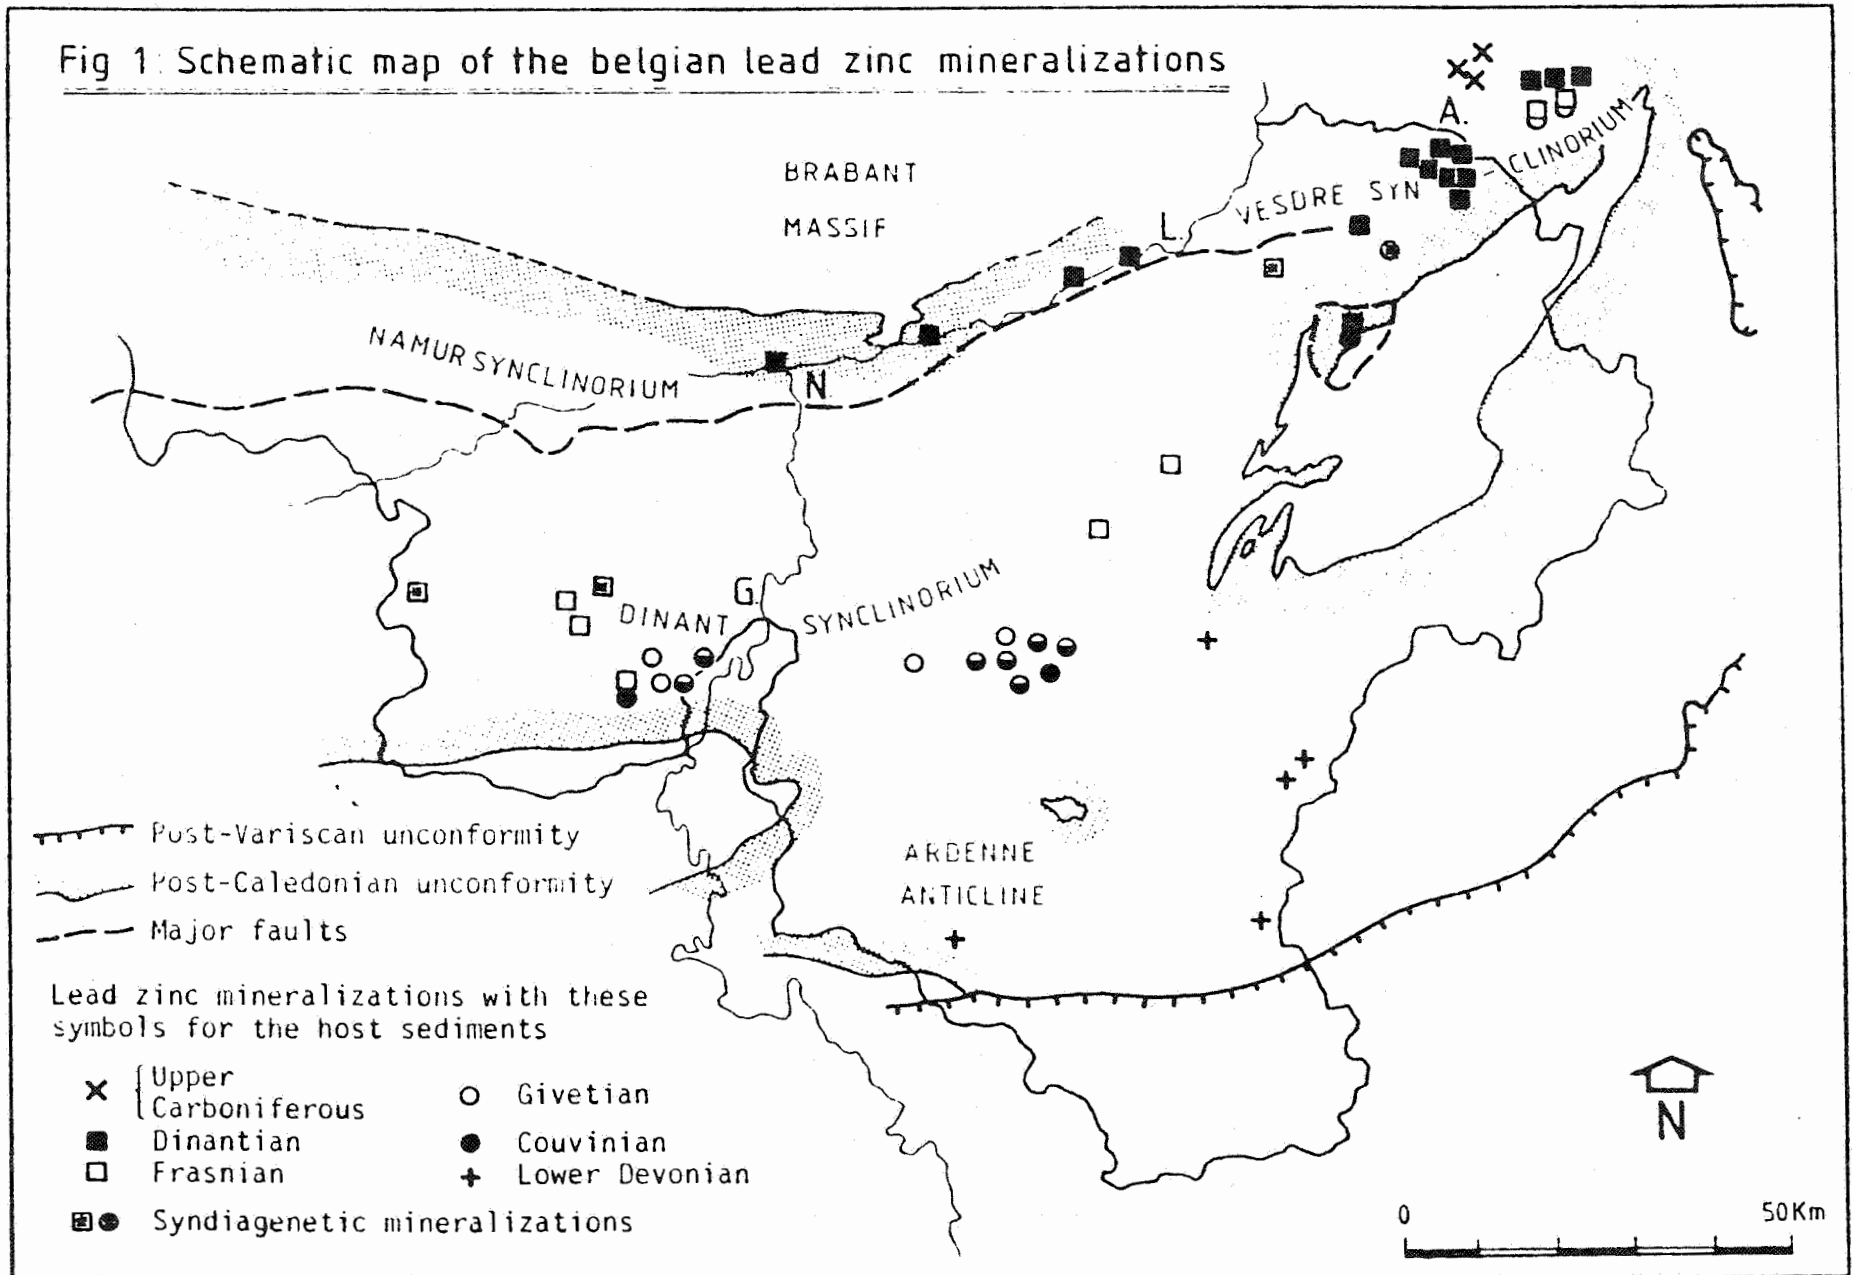 Fig 1: Schematic map of the belgian lead zinc mineralizations
BRABANT
MASSIF
A.
VESDRE SYN - CLINORIUM
L.
NAMUR SYNCLINORIUM
N.
G.
DINANT SYNCLINORIUM
ARDENNE
ANTICLINE
Post-Variscan unconformity
Post-Caledonian unconformity
Major faults
Lead zinc mineralizations with these
symbols for the host sediments
Upper
Carboniferous
Dinantian
Frasnian
Syndiagenetic mineralizations
Givetian
Couvinian
Lower Devonian
N
0 50 Km